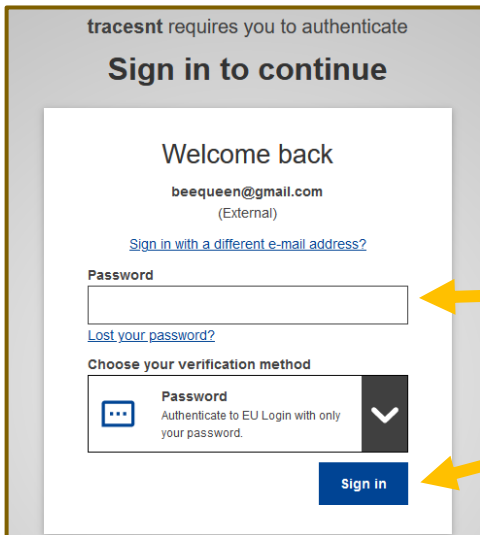 tracesnt requires you to authenticate
Sign in to continue
Welcome back
beequeen@gmail.com
(External)
Sign in with a different e-mail address?
Password
Lost your password?
Choose your verification method
Password
Authenticate to EU Login with only
your password.
Sign in